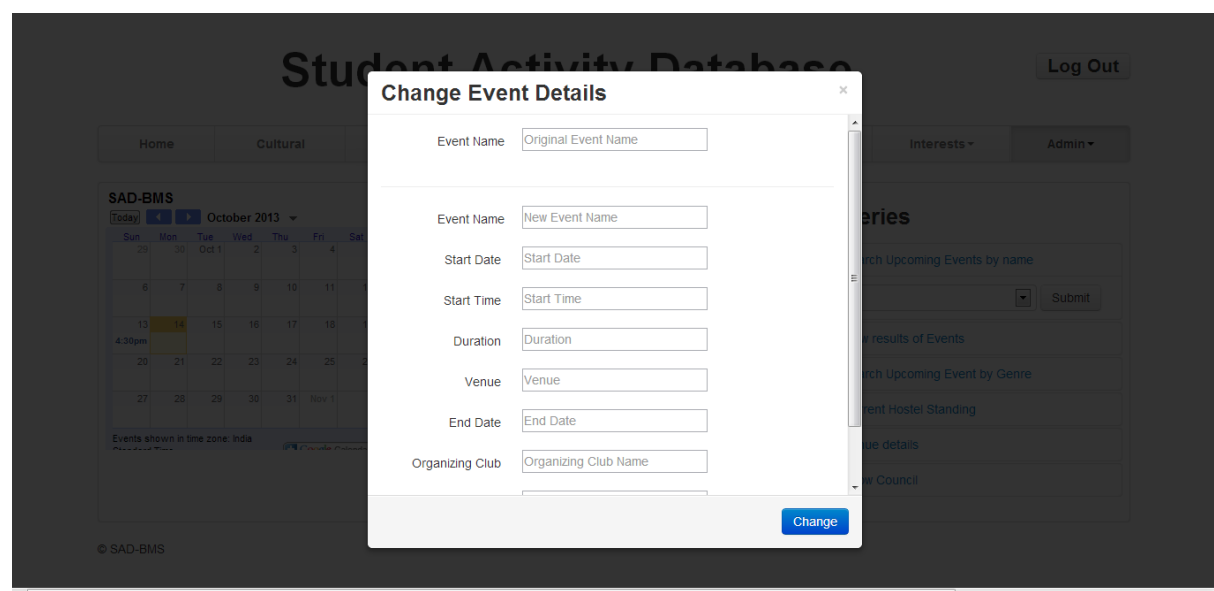 Student Activity Database
Log Out
Home
Cultural
Interests
Admin
SAD-BMS
Today
October 2013
Sun Mon Tue Wed Thu Fri Sat
29 30 Oct 1 2 3 4
6 7 8 9 10 11
13 14 15 16 17 18
4:30pm
20 21 22 23 24 25
27 28 29 30 31 Nov 1
Events shown in time zone: India
Standard Time
Google Calendar
Change Event Details
×
Event Name Original Event Name
Event Name New Event Name
Start Date Start Date
Start Time Start Time
Duration Duration
Venue Venue
End Date End Date
Organizing Club Organizing Club Name
Change
eries
rch Upcoming Events by name
Submit
results of Events
rch Upcoming Event by Genre
rent Hostel Standing
ue details
w Council
© SAD-BMS